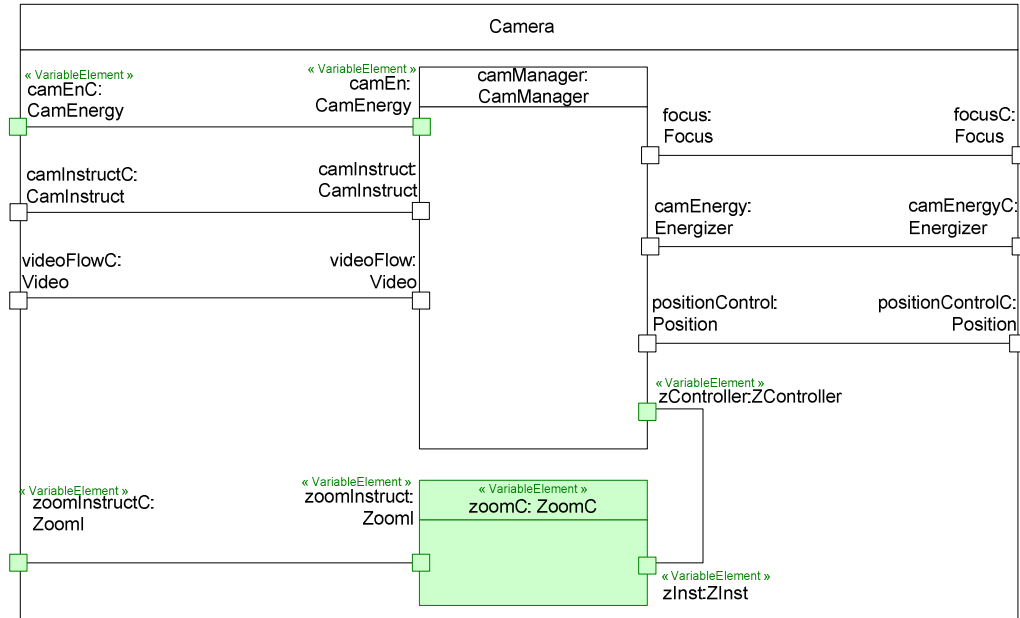 Camera
« VariableElement »
camEnC:
CamEnergy
« VariableElement »
camEn:
CamEnergy
camManager:
CamManager
focus:
Focus
focusC:
Focus
camInstructC:
CamInstruct
camInstruct:
CamInstruct
camEnergy:
Energizer
camEnergyC:
Energizer
videoFlowC:
Video
videoFlow:
Video
positionControl:
Position
positionControlC:
Position
« VariableElement »
zController:ZController
« VariableElement »
zoomInstructC:
ZoomI
« VariableElement »
zoomInstruct:
ZoomI
« VariableElement »
zoomC: ZoomC
« VariableElement »
zInst:ZInst